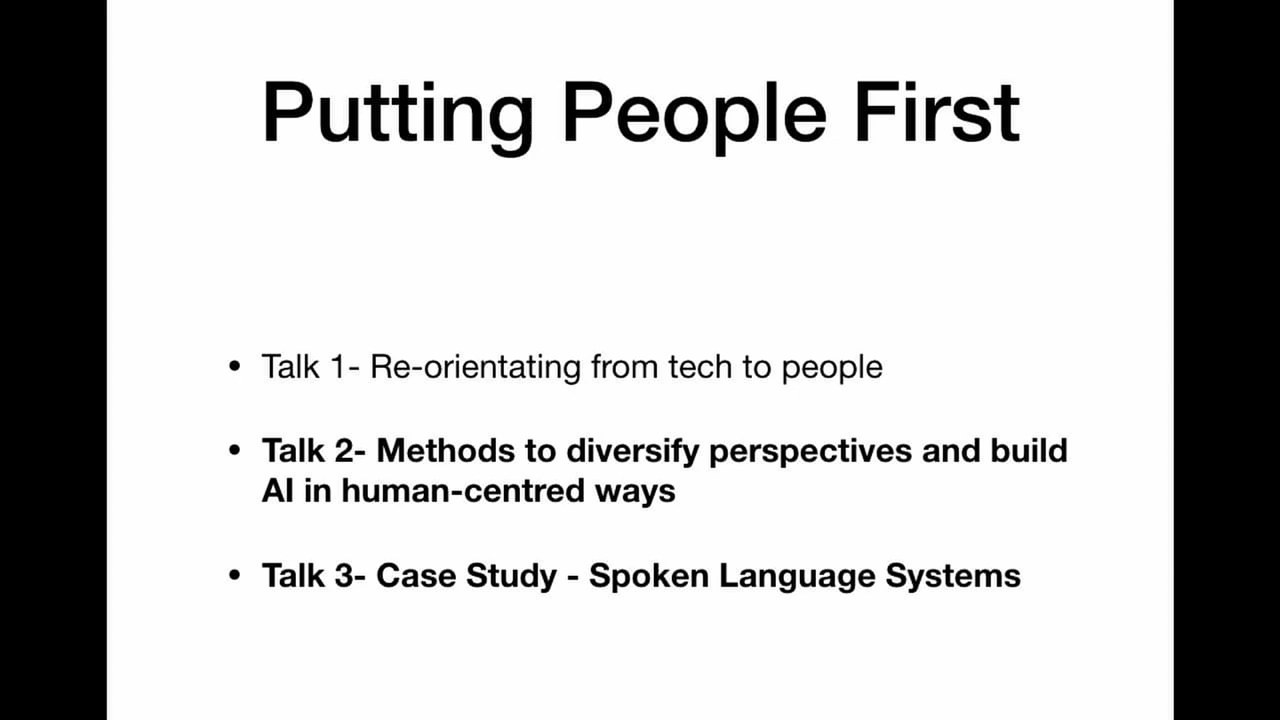 Putting People First
• Talk 1- Re-orientating from tech to people
• Talk 2- Methods to diversify perspectives and build
AI in human-centred ways
• Talk 3- Case Study - Spoken Language Systems